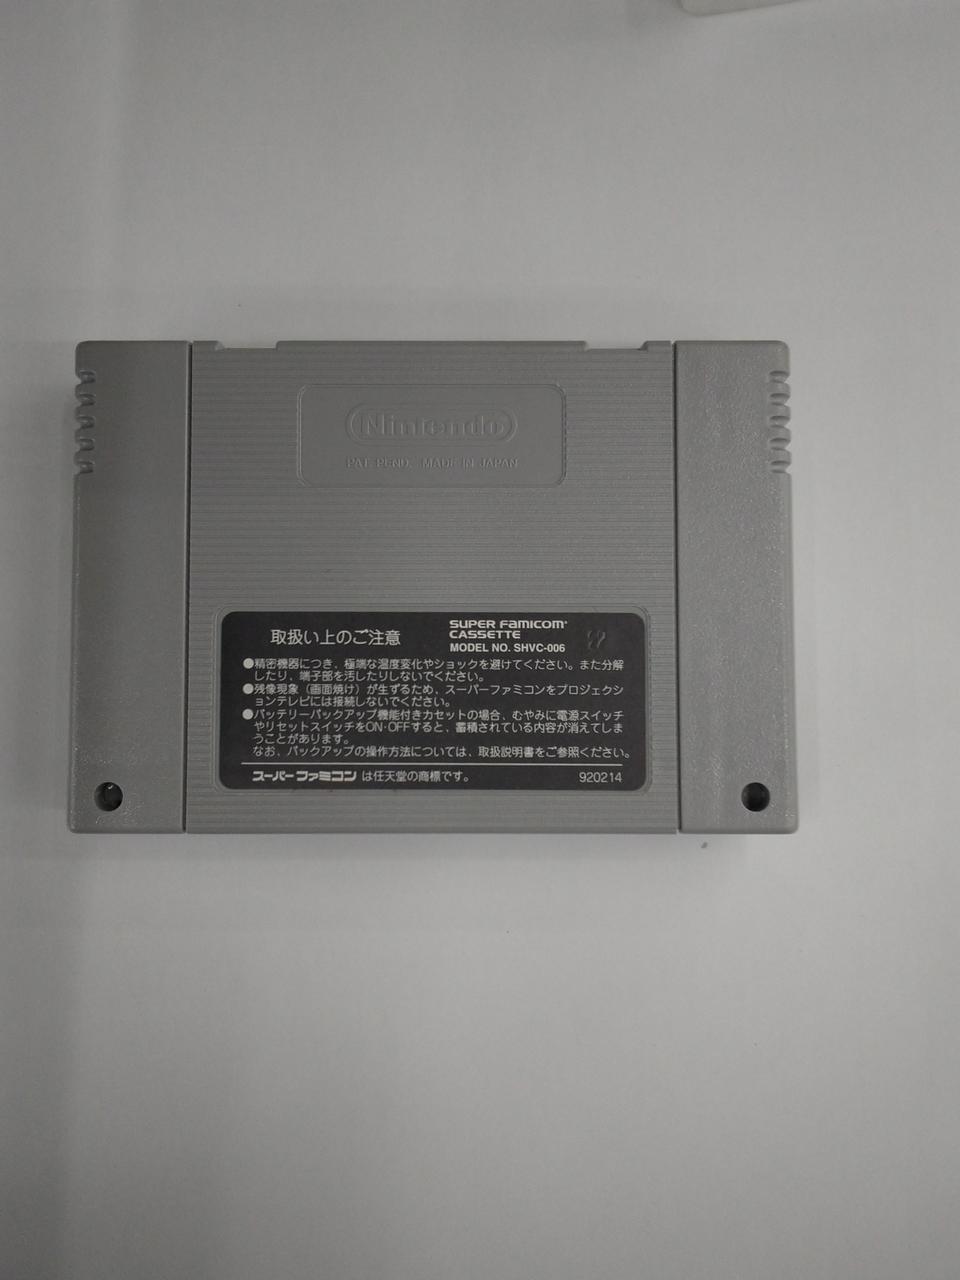 Nintendo
PAT. PEND. MADE IN JAPAN
取扱い上のご注意
SUPER FAMICOM
CASSETTE
MODEL NO. SHVC-006
●精密機器につき、極端な温度変化やショックを避けてください。また分解
したり、端子部を汚したりしないでください。
●残像現象（画面焼け）が生ずるため、スーパーファミコンをプロジェクシ
ョンテレビには接続しないでください。
●バッテリーバックアップ機能付きカセットの場合、むやみに電源スイッチ
やリセットスイッチをON·OFFすると、蓄積されている内容が消えてしま
うことがあります。
なお、バックアップの操作方法については、取扱説明書をご参照ください。
スーパーファミコン は任天堂の商標です。
920214